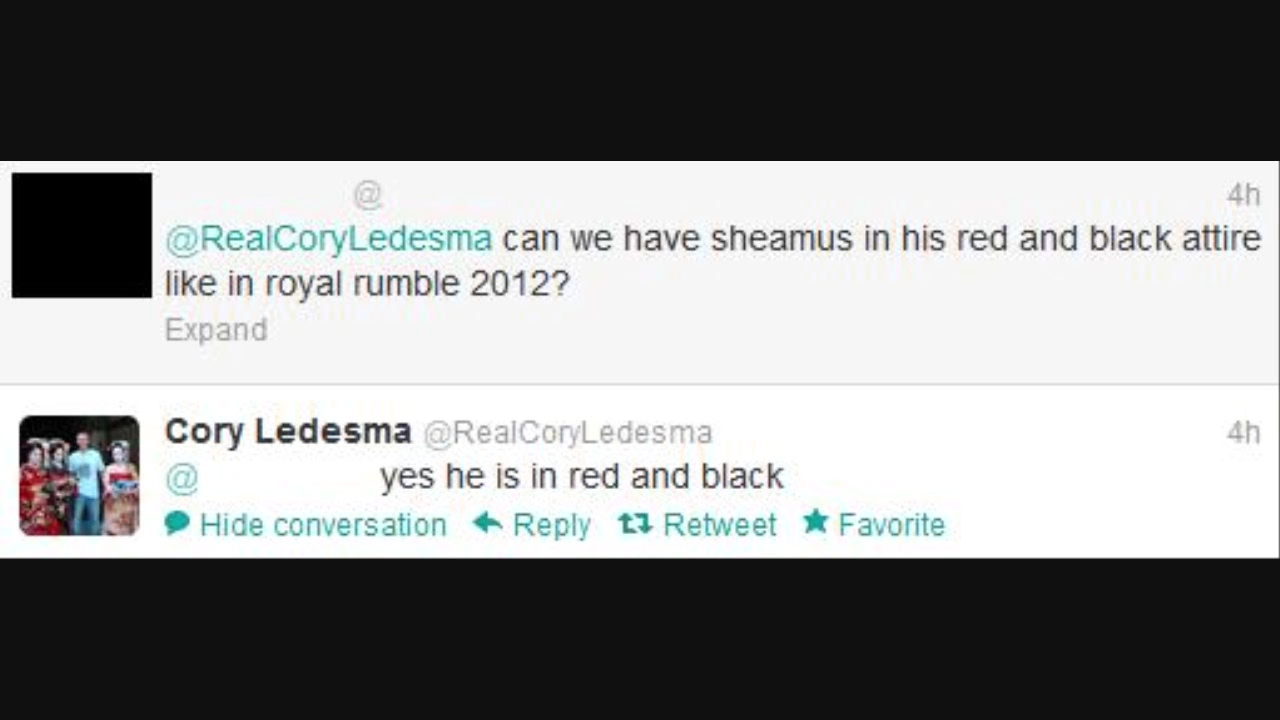 @ 4h
@RealCoryLedesma can we have sheamus in his red and black attire
like in royal rumble 2012?
Expand
Cory Ledesma @RealCoryLedesma 4h
@ yes he is in red and black
Hide conversation Reply Retweet Favorite